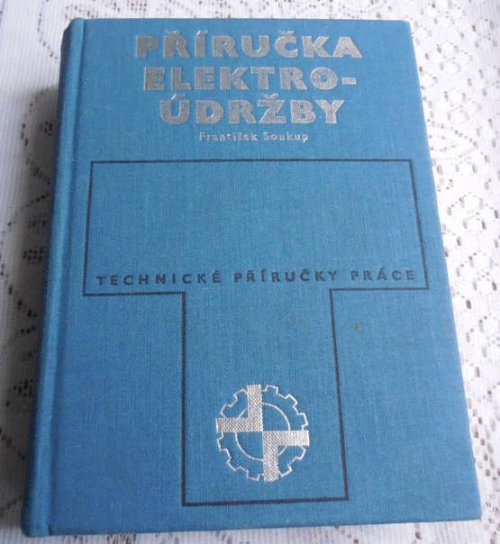 PŘÍRUČKA
ELEKTRO-
ÚDRŽBY
František Soukup
TECHNICKÉ PŘÍRUČKY PRÁCE